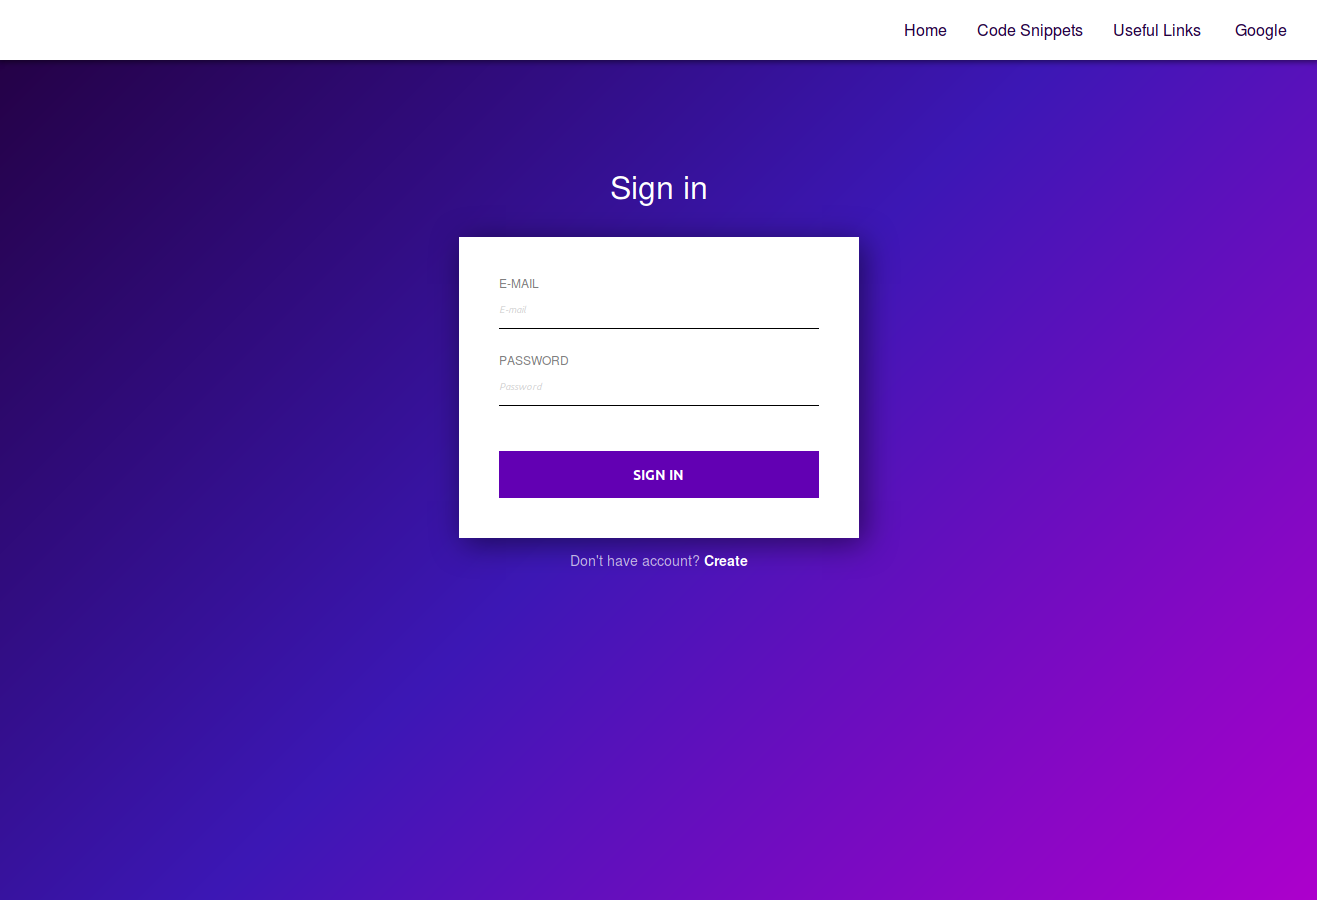 Home Code Snippets Useful Links Google
Sign in
E-MAIL
E-mail
PASSWORD
Password
SIGN IN
Don't have account? Create